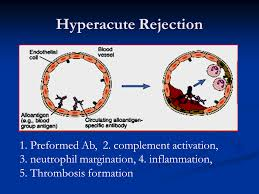 Hyperacute Rejection
Endothelial
cell
Blood
vessel
Alloantigen
(e.g., blood
group antigen)
Circulating alloantigen-
specific antibody
1. Preformed Ab, 2. complement activation,
3. neutrophil margination, 4. inflammation,
5. Thrombosis formation